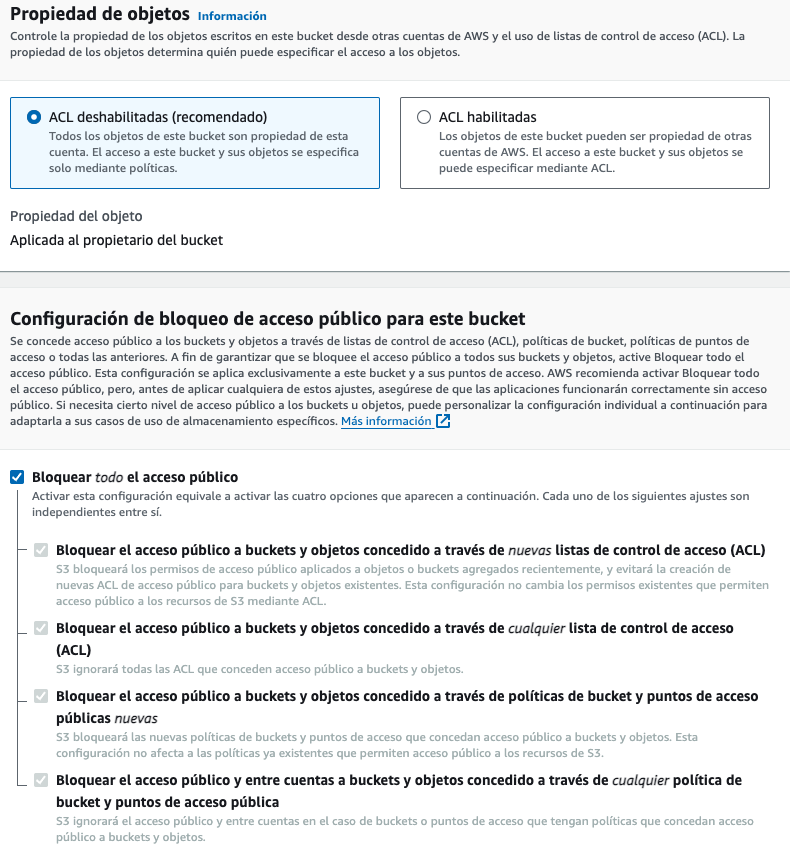 Propiedad de objetos Información
Controle la propiedad de los objetos escritos en este bucket desde otras cuentas de AWS y el uso de listas de control de acceso (ACL). La
propiedad de los objetos determina quién puede especificar el acceso a los objetos.
ACL deshabilitadas (recomendado)
Todos los objetos de este bucket son propiedad de esta
cuenta. El acceso a este bucket y sus objetos se especifica
solo mediante políticas.
ACL habilitadas
Los objetos de este bucket pueden ser propiedad de otras
cuentas de AWS. El acceso a este bucket y sus objetos se
puede especificar mediante ACL.
Propiedad del objeto
Aplicada al propietario del bucket
Configuración de bloqueo de acceso público para este bucket
Se concede acceso público a los buckets y objetos a través de listas de control de acceso (ACL), políticas de bucket, políticas de puntos de
acceso o todas las anteriores. A fin de garantizar que se bloquee el acceso público a todos sus buckets y objetos, active Bloquear todo el
acceso público. Esta configuración se aplica exclusivamente a este bucket y a sus puntos de acceso. AWS recomienda activar Bloquear todo
el acceso público, pero, antes de aplicar cualquiera de estos ajustes, asegúrese de que las aplicaciones funcionarán correctamente sin acceso
público. Si necesita cierto nivel de acceso público a los buckets u objetos, puede personalizar la configuración individual a continuación para
adaptarla a sus casos de uso de almacenamiento específicos. Más información
Bloquear todo el acceso público
Activar esta configuración equivale a activar las cuatro opciones que aparecen a continuación. Cada uno de los siguientes ajustes son
independientes entre sí.
Bloquear el acceso público a buckets y objetos concedido a través de nuevas listas de control de acceso (ACL)
S3 bloqueará los permisos de acceso público aplicados a objetos o buckets agregados recientemente, y evitará la creación de
nuevas ACL de acceso público para buckets y objetos existentes. Esta configuración no cambia los permisos existentes que permiten
acceso público a los recursos de S3 mediante ACL.
Bloquear el acceso público a buckets y objetos concedido a través de cualquier lista de control de acceso
(ACL)
S3 ignorará todas las ACL que conceden acceso público a buckets y objetos.
Bloquear el acceso público a buckets y objetos concedido a través de políticas de bucket y puntos de acceso
públicas nuevas
S3 bloqueará las nuevas políticas de buckets y puntos de acceso que concedan acceso público a buckets y objetos. Esta
configuración no afecta a las políticas ya existentes que permiten acceso público a los recursos de S3.
Bloquear el acceso público y entre cuentas a buckets y objetos concedido a través de cualquier política de
bucket y puntos de acceso pública
S3 ignorará el acceso público y entre cuentas en el caso de buckets o puntos de acceso que tengan políticas que concedan acceso
público a buckets y objetos.